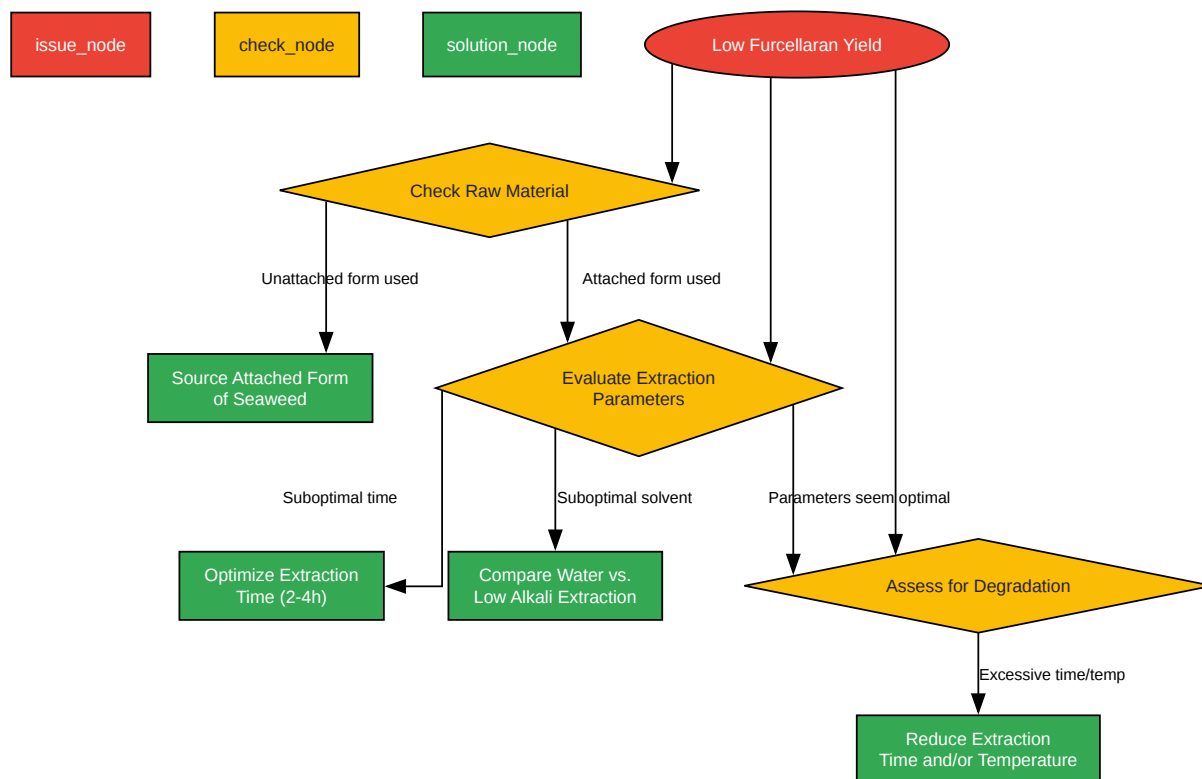 issue_node
check_node
solution_node
Low Furcellaran Yield
Check Raw Material
Unattached form used
Attached form used
Source Attached Form
of Seaweed
Evaluate Extraction
Parameters
Suboptimal time
Suboptimal solvent
Parameters seem optimal
Optimize Extraction
Time (2-4h)
Compare Water vs.
Low Alkali Extraction
Assess for Degradation
Excessive time/temp
Reduce Extraction
Time and/or Temperature